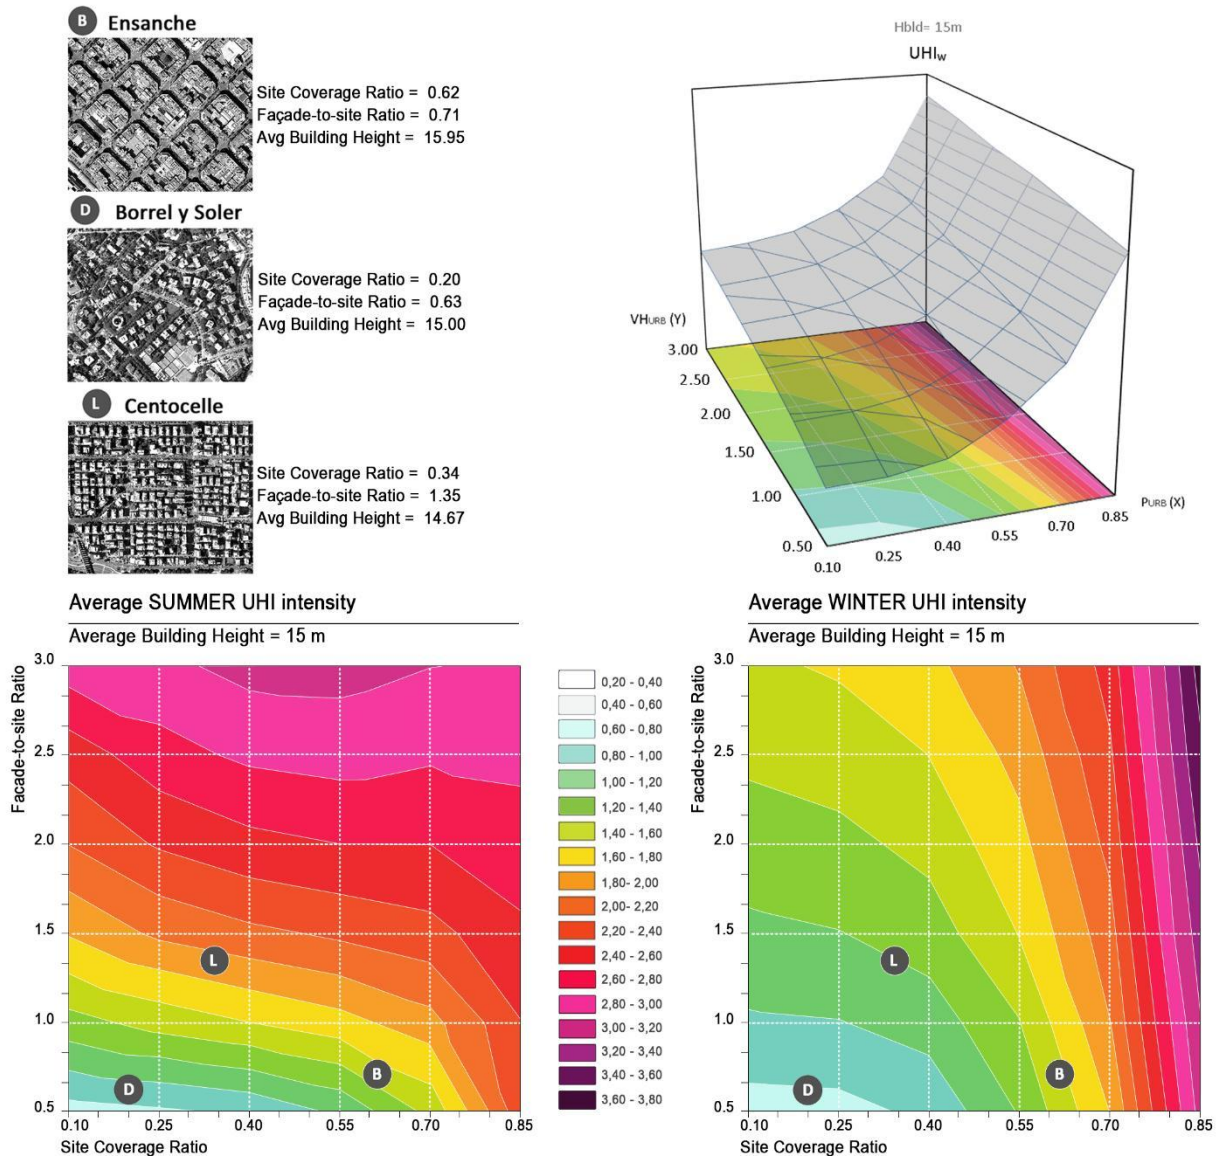 B Ensanche
Site Coverage Ratio = 0.62
Façade-to-site Ratio = 0.71
Avg Building Height = 15.95
D Borrel y Soler
Site Coverage Ratio = 0.20
Façade-to-site Ratio = 0.63
Avg Building Height = 15.00
L Centocelle
Site Coverage Ratio = 0.34
Façade-to-site Ratio = 1.35
Avg Building Height = 14.67
Hbld= 15m
UHIW
VHURB (Y)
3.00
2.50
2.00
1.50
1.00
0.50
0.10
0.25
0.40
0.55
0.70
0.85
PURB (X)
Average SUMMER UHI intensity
Average Building Height = 15 m
Facade-to-site Ratio
3.0
2.5
2.0
1.5
1.0
0.5
L
B
D
0.10 0.25 0.40 0.55 0.70 0.85
Site Coverage Ratio
0,20 - 0,40
0,40 - 0,60
0,60 - 0,80
0,80 - 1,00
1,00 - 1,20
1,20 - 1,40
1,40 - 1,60
1,60 - 1,80
1,80- 2,00
2,00- 2,20
2,20 - 2,40
2,40 - 2,60
2,60 - 2,80
2,80 - 3,00
3,00 - 3,20
3,20 - 3,40
3,40 - 3,60
3,60 - 3,80
Average WINTER UHI intensity
Average Building Height = 15 m
Facade-to-site Ratio
3.0
2.5
2.0
1.5
1.0
0.5
L
B
D
0.10 0.25 0.40 0.55 0.70 0.85
Site Coverage Ratio